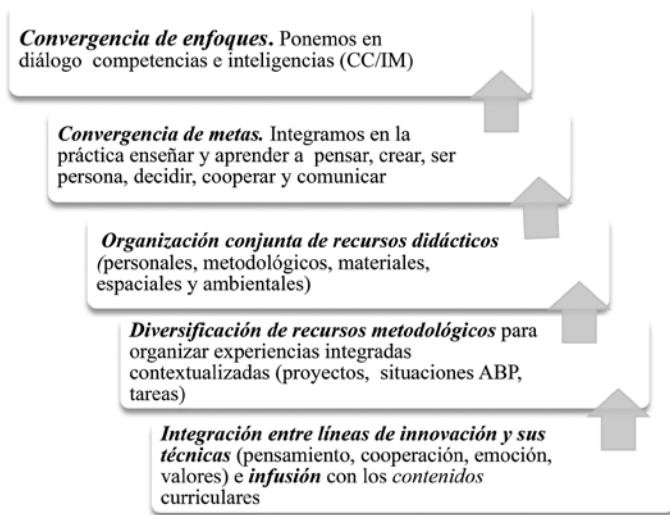 Convergencia de enfoques. Ponemos en
diálogo competencias e inteligencias (CC/IM)
Convergencia de metas. Integramos en la
práctica enseñar y aprender a pensar, crear, ser
persona, decidir, cooperar y comunicar
Organización conjunta de recursos didácticos
(personales, metodológicos, materiales,
espaciales y ambientales)
Diversificación de recursos metodológicos para
organizar experiencias integradas
contextualizadas (proyectos, situaciones ABP,
tareas)
Integración entre líneas de innovación y sus
técnicas (pensamiento, cooperación, emoción,
valores) e infusión con los contenidos
curriculares